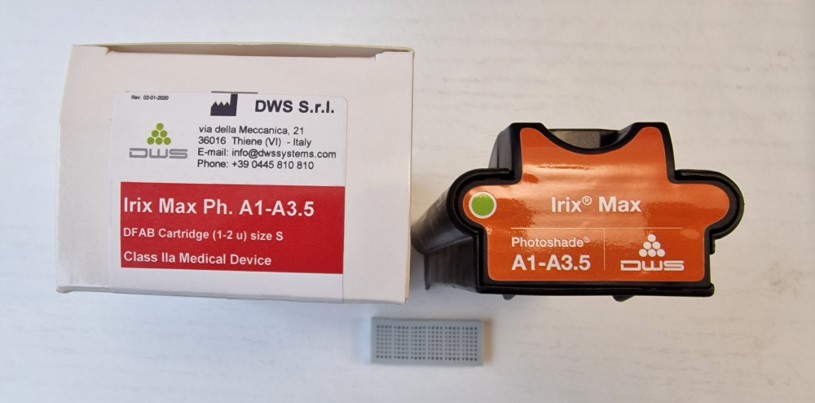 Rev. 03-01-2020
DWS S.r.l.
DWS
via della Meccanica, 21
36016 Thiene (VI) - Italy
E-mail: info@dwssystems.com
Phone: +39 0445 810 810
Irix Max Ph. A1-A3.5
DFAB Cartridge (1-2 u) size S
Class IIa Medical Device
Irix® Max
Photoshade®
A1-A3.5
DWS